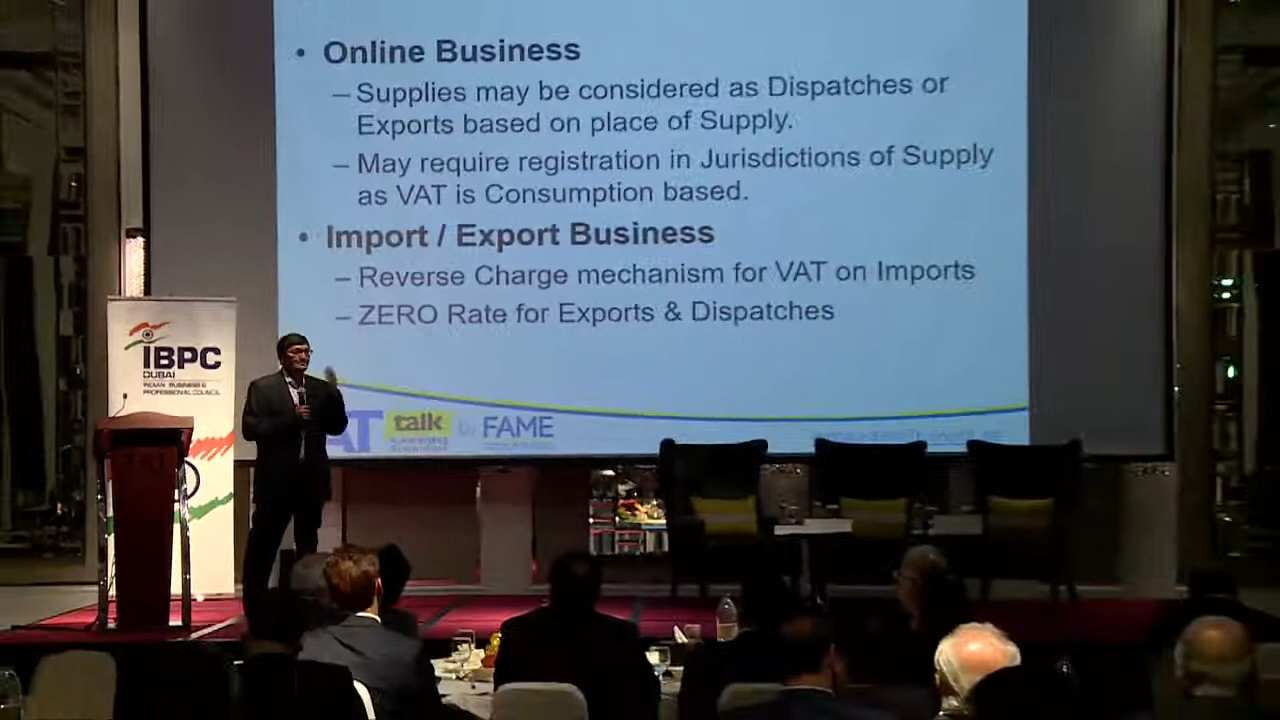 • Online Business
– Supplies may be considered as Dispatches or
Exports based on place of Supply.
– May require registration in Jurisdictions of Supply
as VAT is Consumption based.
• Import / Export Business
– Reverse Charge mechanism for VAT on Imports
– ZERO Rate for Exports & Dispatches
IBPC
DUBAI
INDIAN BUSINESS &
PROFESSIONAL COUNCIL
AT talk
FAME